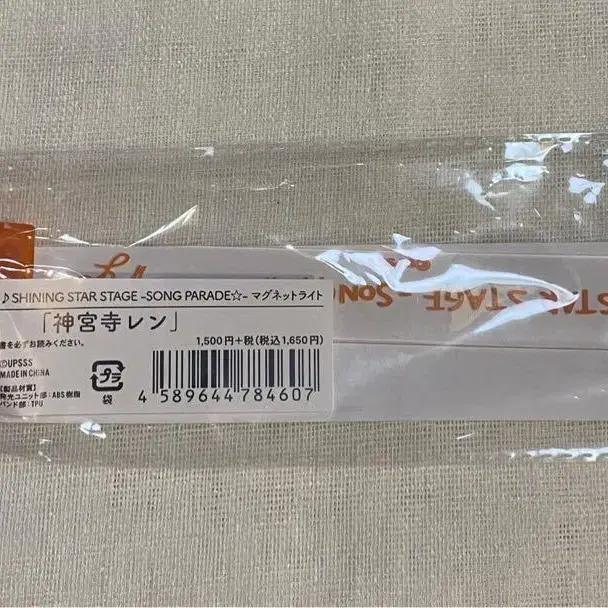 ♪SHINING STAR STAGE -SONG PARADE☆- マグネットライト
「神宮寺レン」
書を必ずお読みください。
1,500円+税(税込1,650円)
©UPSSS
MADE IN CHINA
プラ
袋
【製品材質】
発光ユニット部:ABS樹脂
バンド部:TPU
4 589644 784607
STAR STAGE -SONG